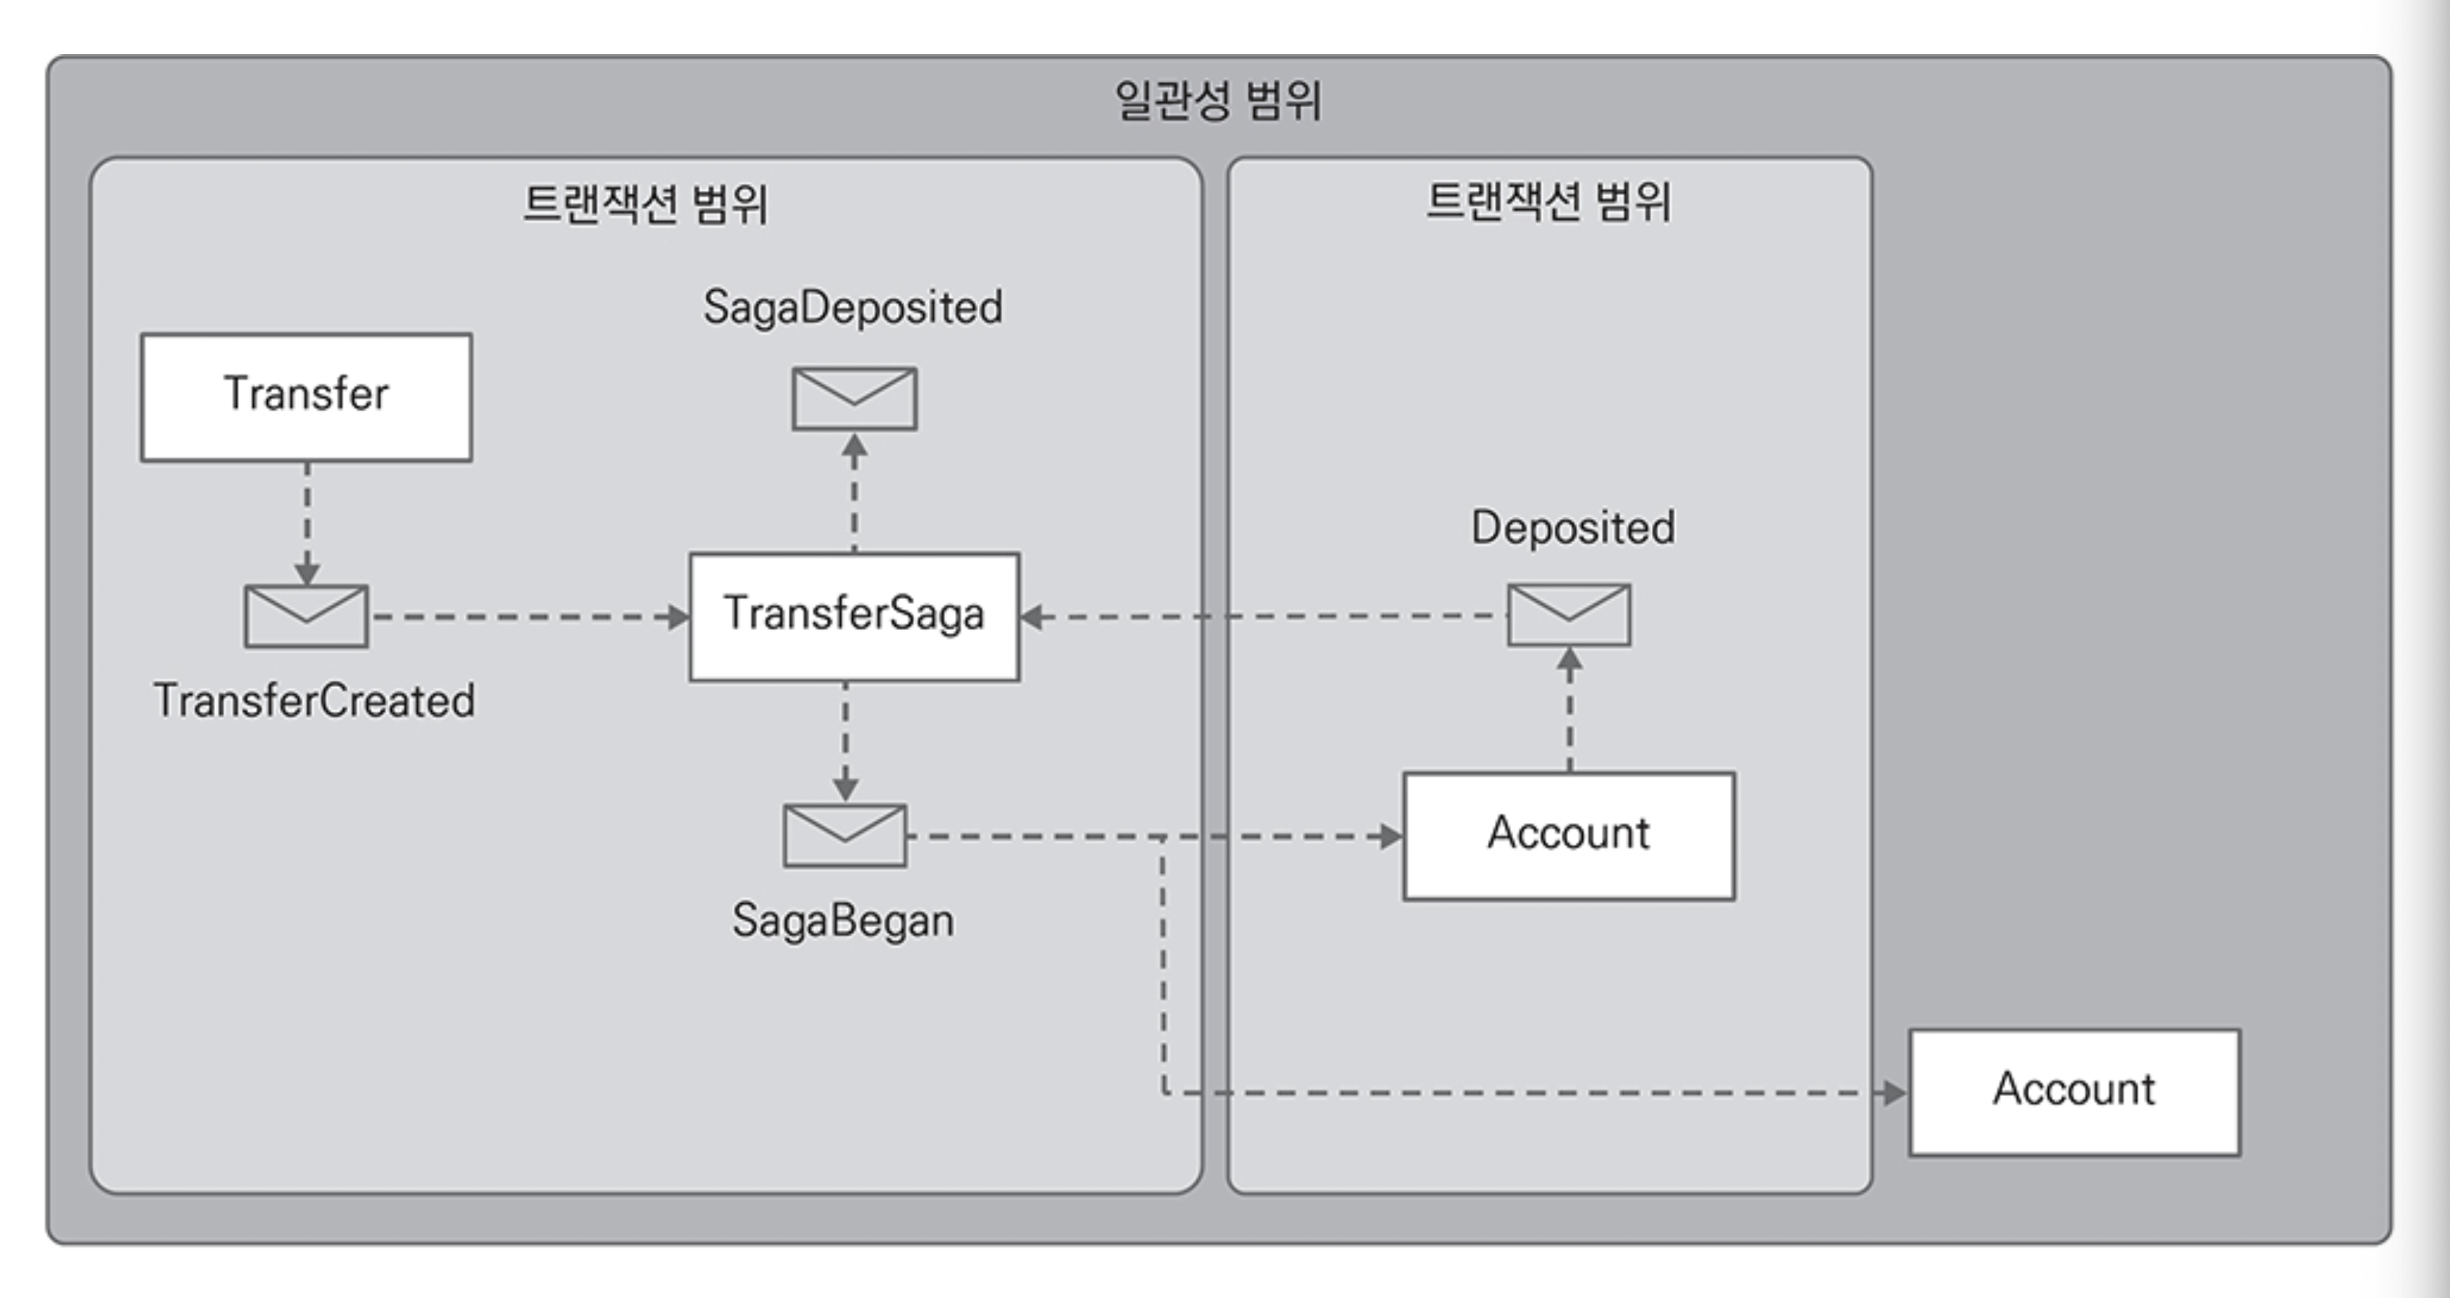 일관성 범위
트랜잭션 범위
트랜잭션 범위
SagaDeposited
Transfer
Deposited
TransferSaga
TransferCreated
Account
SagaBegan
Account